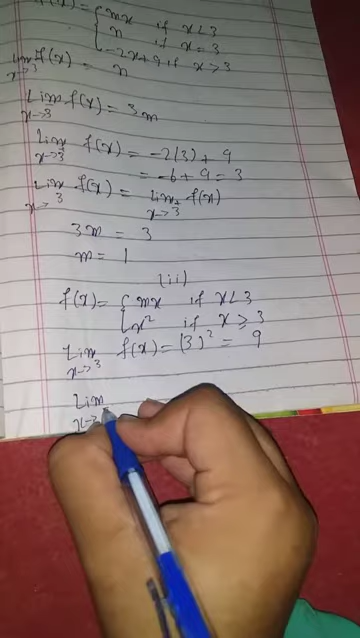 f(x) = { mx if x < 3
n if x = 3
-2x+9 if x > 3
Lim x→3 f(x) = n
Lim x→3⁻ f(x) = 3m
Lim x→3⁺ f(x) = -2(3) + 9
= -6 + 9 = 3
Lim x→3⁻ f(x) = Lim x→3⁺ f(x)
3m = 3
m = 1
(ii)
f(x) = { mx if x < 3
x² if x ≥ 3
Lim x→3 f(x) = (3)² = 9
Lim